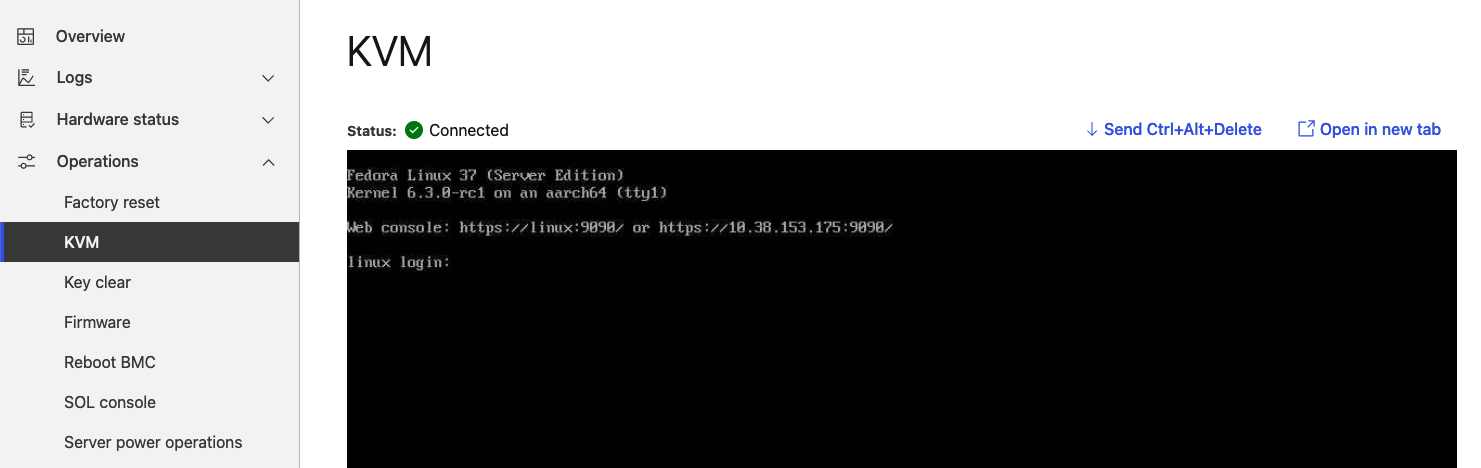 Overview
Logs
Hardware status
Operations
Factory reset
KVM
Key clear
Firmware
Reboot BMC
SOL console
Server power operations
KVM
Status: Connected
Send Ctrl+Alt+Delete
Open in new tab
Fedora Linux 37 (Server Edition)
Kernel 6.3.0-rc1 on an aarch64 (tty1)
Web console: https://linux:9090/ or https://10.38.153.175:9090/
linux login: